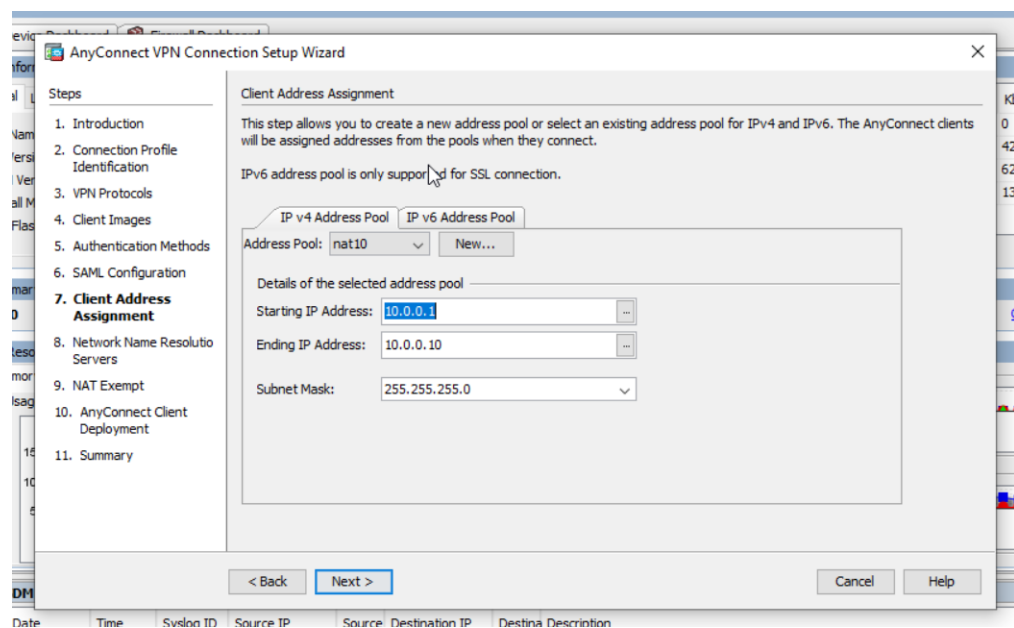 AnyConnect VPN Connection Setup Wizard
Steps
1. Introduction
2. Connection Profile
Identification
3. VPN Protocols
4. Client Images
5. Authentication Methods
6. SAML Configuration
7. Client Address
Assignment
8. Network Name Resolutio
Servers
9. NAT Exempt
10. AnyConnect Client
Deployment
11. Summary
Client Address Assignment
This step allows you to create a new address pool or select an existing address pool for IPv4 and IPv6. The AnyConnect clients
will be assigned addresses from the pools when they connect.
IPv6 address pool is only supported for SSL connection.
IP v4 Address Pool IP v6 Address Pool
Address Pool: nat10 New...
Details of the selected address pool
Starting IP Address: 10.0.0.1 ...
Ending IP Address: 10.0.0.10 ...
Subnet Mask: 255.255.255.0
< Back Next > Cancel Help
Date Time Syslog ID Source IP Source Destination IP Destina Description